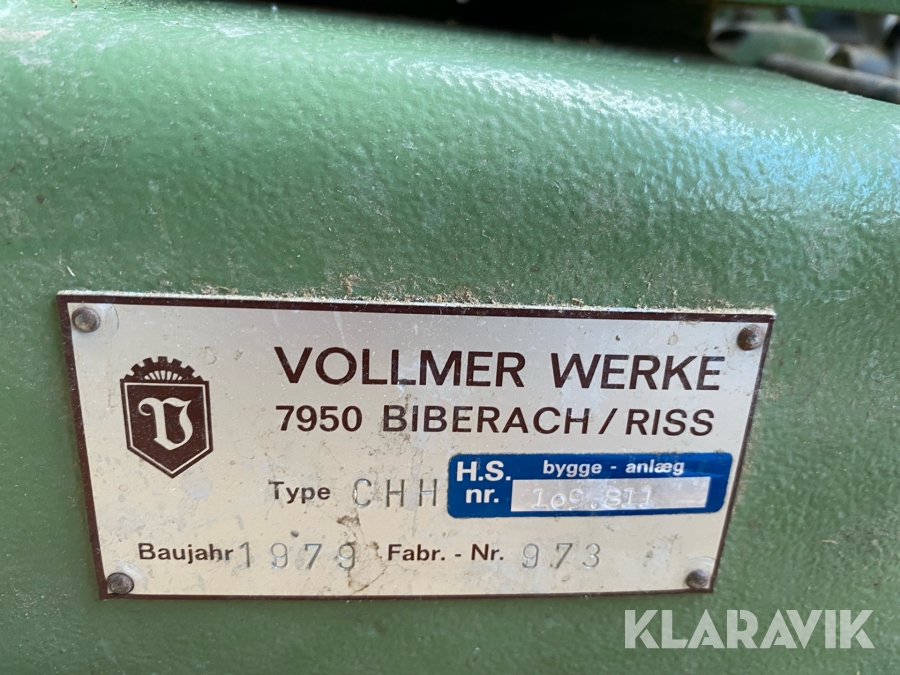 VOLLMER WERKE
7950 BIBERACH / RISS
Type CHH
H.S. nr. bygge - anlæg
109.811
Baujahr 1979 Fabr. - Nr. 973
KLARAVIK